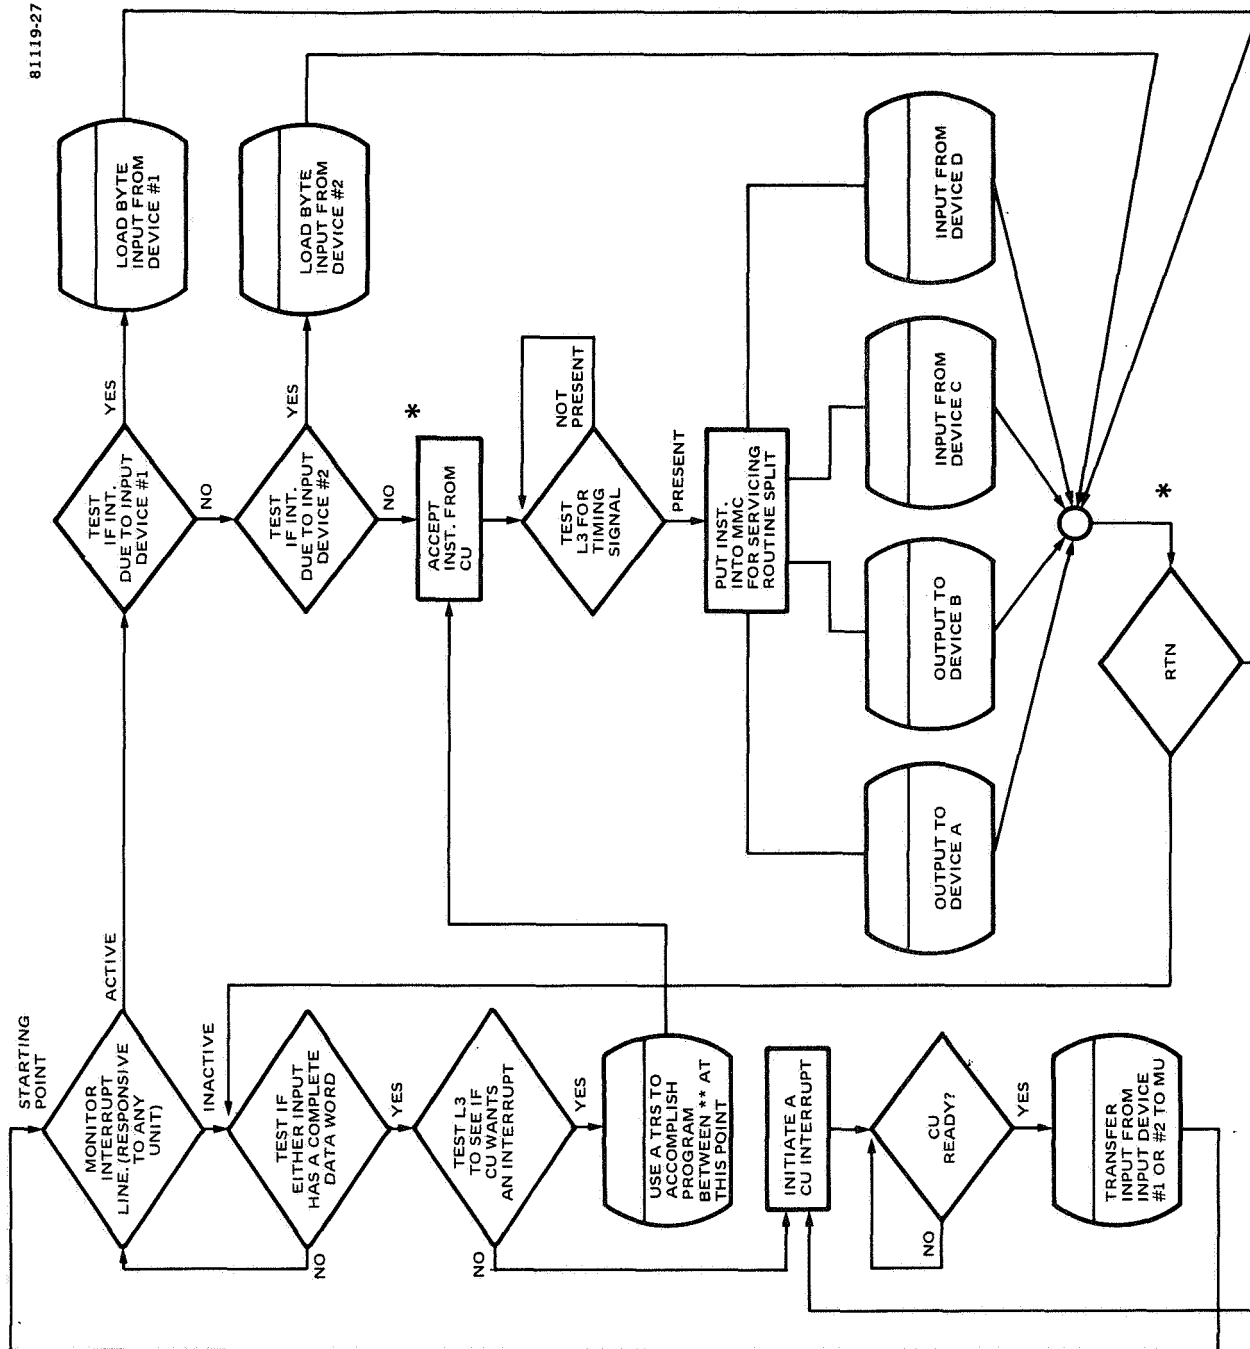 81119-27
STARTING
POINT
MONITOR
INTERRUPT
LINE. (RESPONSIVE
TO ANY
UNIT)
ACTIVE
INACTIVE
TEST IF
EITHER INPUT
HAS A COMPLETE
DATA WORD
NO
YES
TEST L3
TO SEE IF
CU WANTS
AN INTERRUPT
NO
YES
USE A TRS TO
ACCOMPLISH
PROGRAM
BETWEEN ** AT
THIS POINT
INITIATE A
CU INTERRUPT
CU
READY?
NO
YES
TRANSFER
INPUT FROM
INPUT DEVICE
#1 OR #2 TO MU
TEST
IF INT.
DUE TO INPUT
DEVICE #1
YES
NO
LOAD BYTE
INPUT FROM
DEVICE #1
TEST
IF INT.
DUE TO INPUT
DEVICE #2
YES
NO
LOAD BYTE
INPUT FROM
DEVICE #2
*
ACCEPT
INST. FROM
CU
TEST
L3 FOR
TIMING
SIGNAL
NOT
PRESENT
PRESENT
PUT INST.
INTO MMC
FOR SERVICING
ROUTINE SPLIT
OUTPUT TO
DEVICE A
OUTPUT TO
DEVICE B
INPUT FROM
DEVICE C
INPUT FROM
DEVICE D
*
RTN